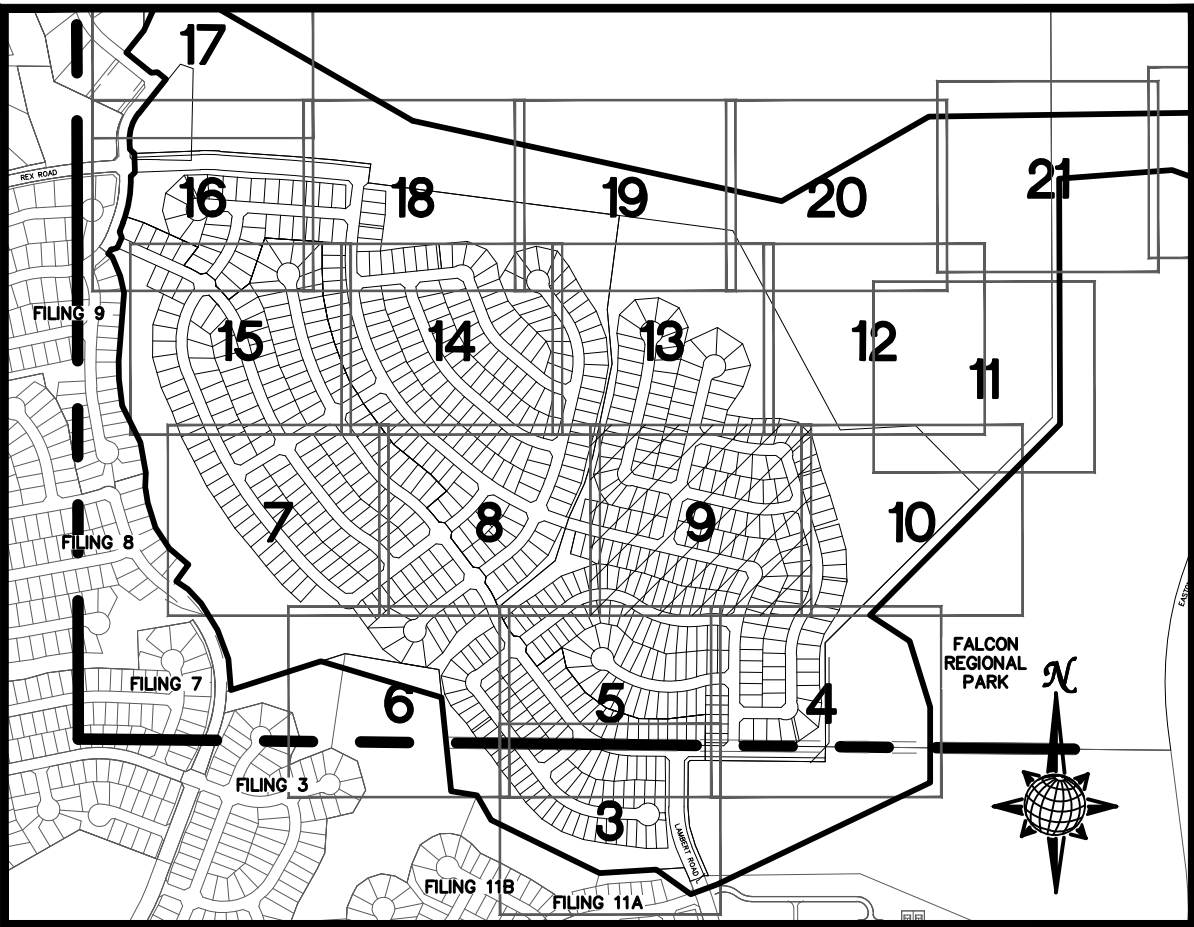 17
21
REX ROAD
16
18
19
20
FILING 9
15
14
13
12
11
7
8
9
10
FILING 8
FALCON
REGIONAL
PARK
N
FILING 7
6
5
4
FILING 3
3
LAMBERT ROAD
FILING 11B
FILING 11A